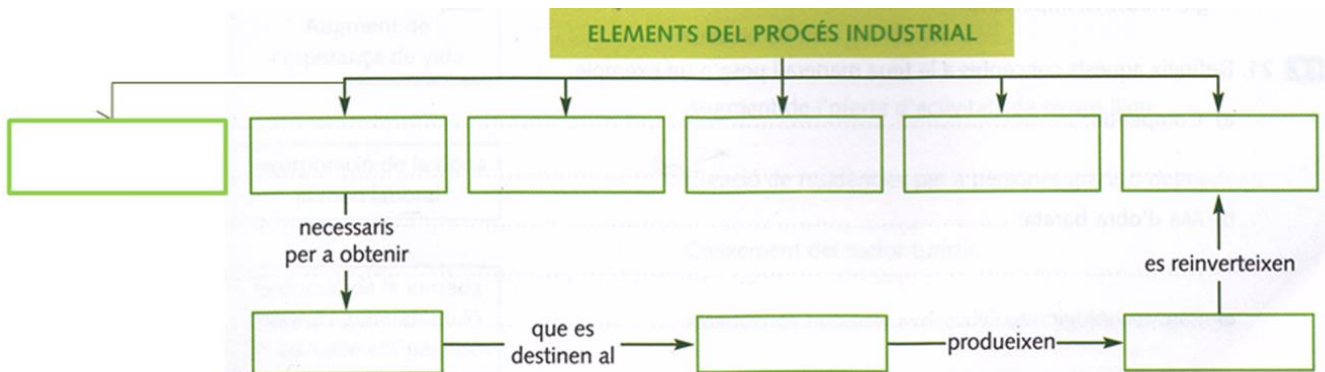 ELEMENTS DEL PROCÉS INDUSTRIAL
necessaris
per a obtenir
es reinverteixen
que es
destinen al
produeixen